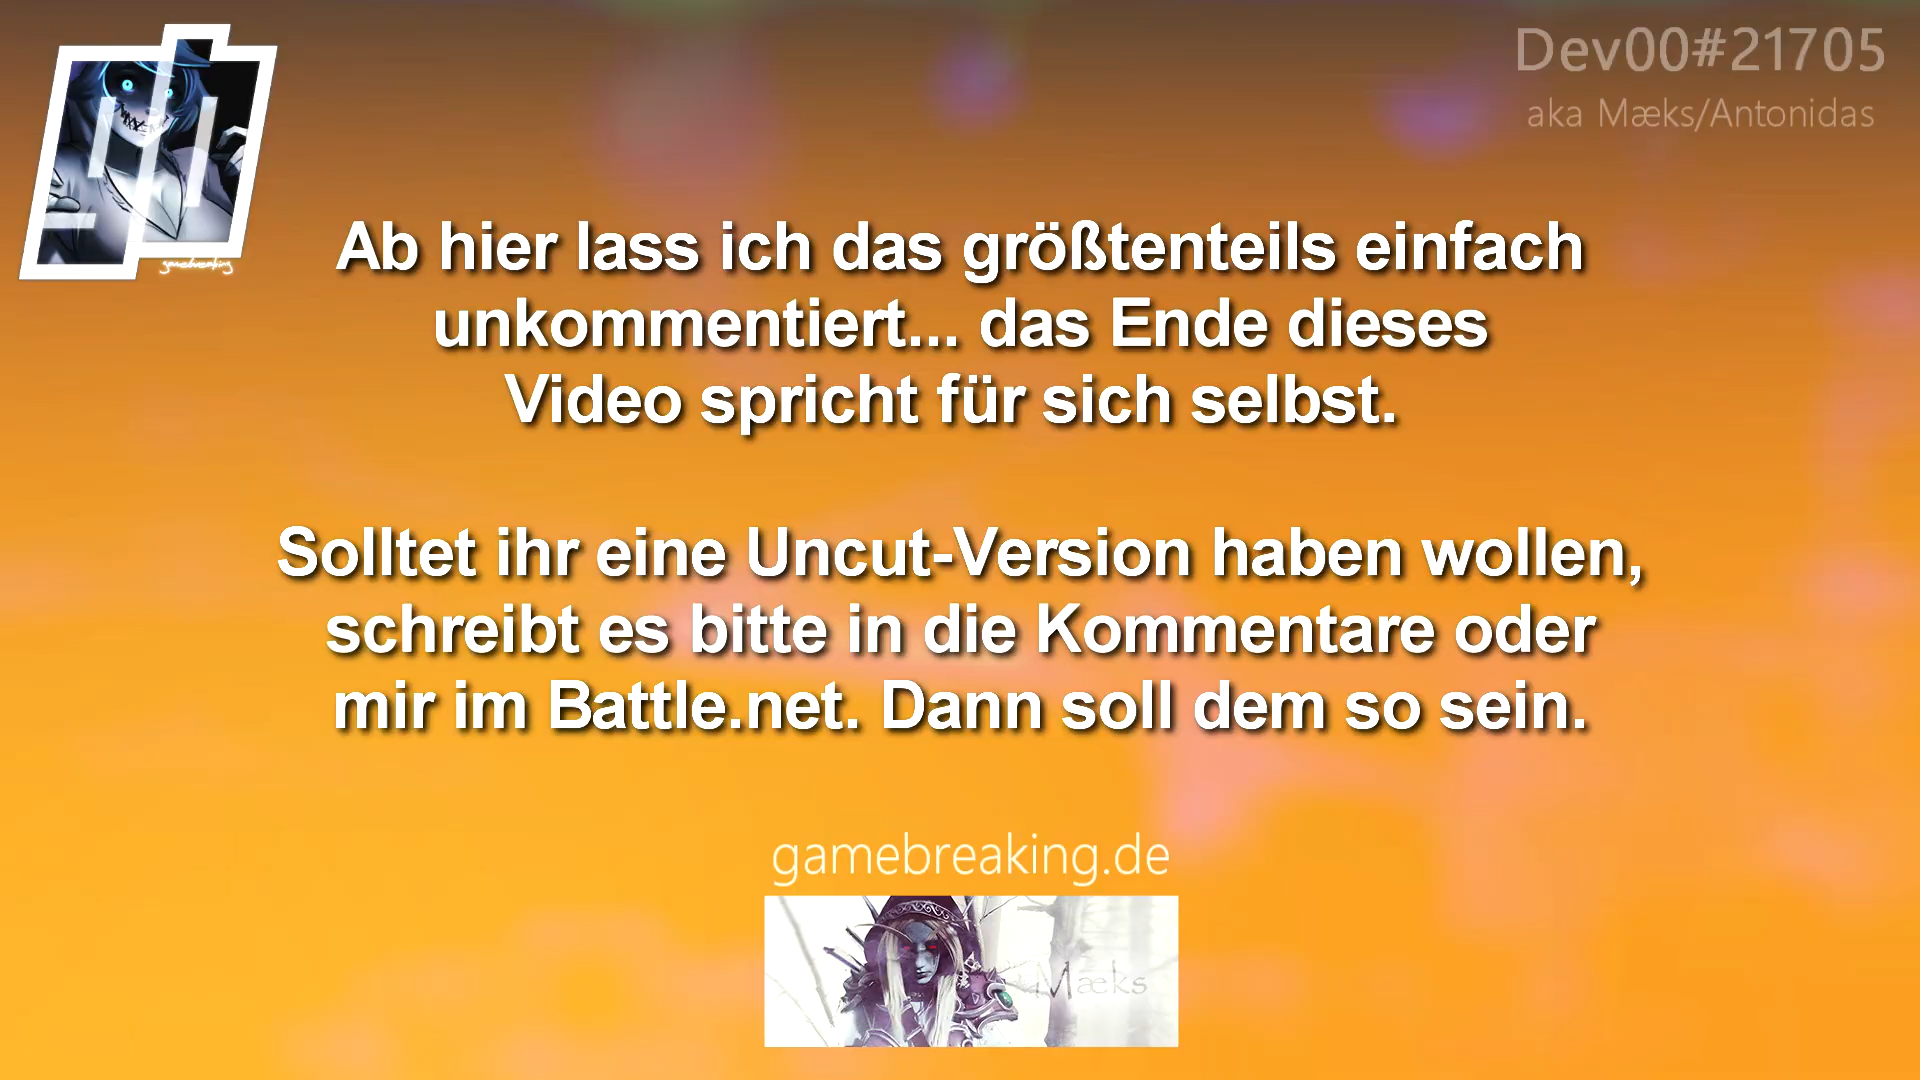 Dev00#21705
aka Mæks/Antonidas
gamebreaking
Ab hier lass ich das größtenteils einfach
unkommentiert... das Ende dieses
Video spricht für sich selbst.
Solltet ihr eine Uncut-Version haben wollen,
schreibt es bitte in die Kommentare oder
mir im Battle.net. Dann soll dem so sein.
gamebreaking.de
Mæks